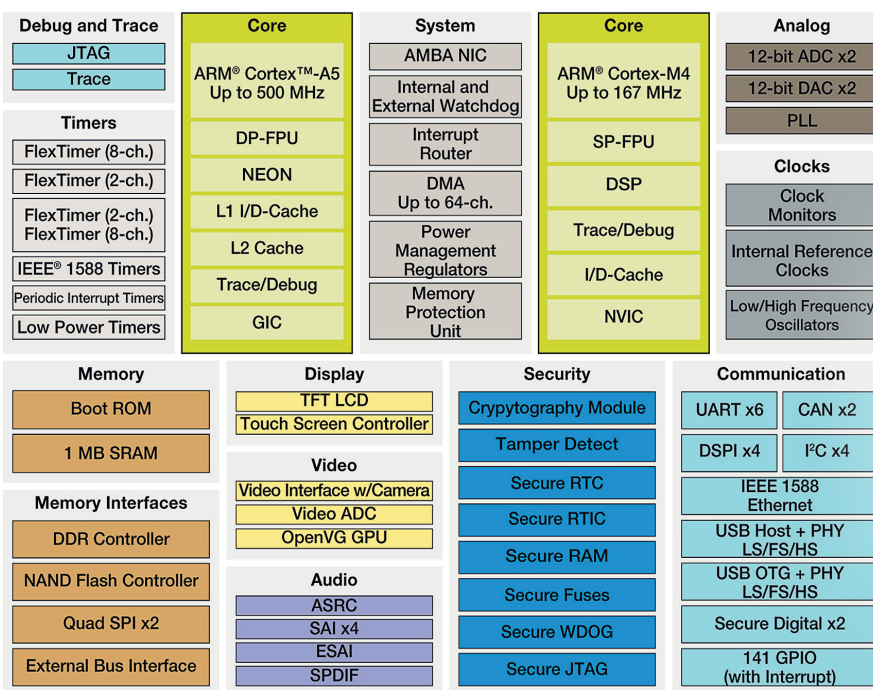 Debug and Trace
JTAG
Trace
Timers
FlexTimer (8-ch.)
FlexTimer (2-ch.)
FlexTimer (2-ch.)
FlexTimer (8-ch.)
IEEE® 1588 Timers
Periodic Interrupt Timers
Low Power Timers
Core
ARM® Cortex™-A5
Up to 500 MHz
DP-FPU
NEON
L1 I/D-Cache
L2 Cache
Trace/Debug
GIC
System
AMBA NIC
Internal and
External Watchdog
Interrupt
Router
DMA
Up to 64-ch.
Power
Management
Regulators
Memory
Protection
Unit
Core
ARM® Cortex-M4
Up to 167 MHz
SP-FPU
DSP
Trace/Debug
I/D-Cache
NVIC
Analog
12-bit ADC x2
12-bit DAC x2
PLL
Clocks
Clock
Monitors
Internal Reference
Clocks
Low/High Frequency
Oscillators
Memory
Boot ROM
1 MB SRAM
Memory Interfaces
DDR Controller
NAND Flash Controller
Quad SPI x2
External Bus Interface
Display
TFT LCD
Touch Screen Controller
Video
Video Interface w/Camera
Video ADC
OpenVG GPU
Audio
ASRC
SAI x4
ESAI
SPDIF
Security
Crypytography Module
Tamper Detect
Secure RTC
Secure RTIC
Secure RAM
Secure Fuses
Secure WDOG
Secure JTAG
Communication
UART x6
CAN x2
DSPI x4
I²C x4
IEEE 1588
Ethernet
USB Host + PHY
LS/FS/HS
USB OTG + PHY
LS/FS/HS
Secure Digital x2
141 GPIO
(with Interrupt)